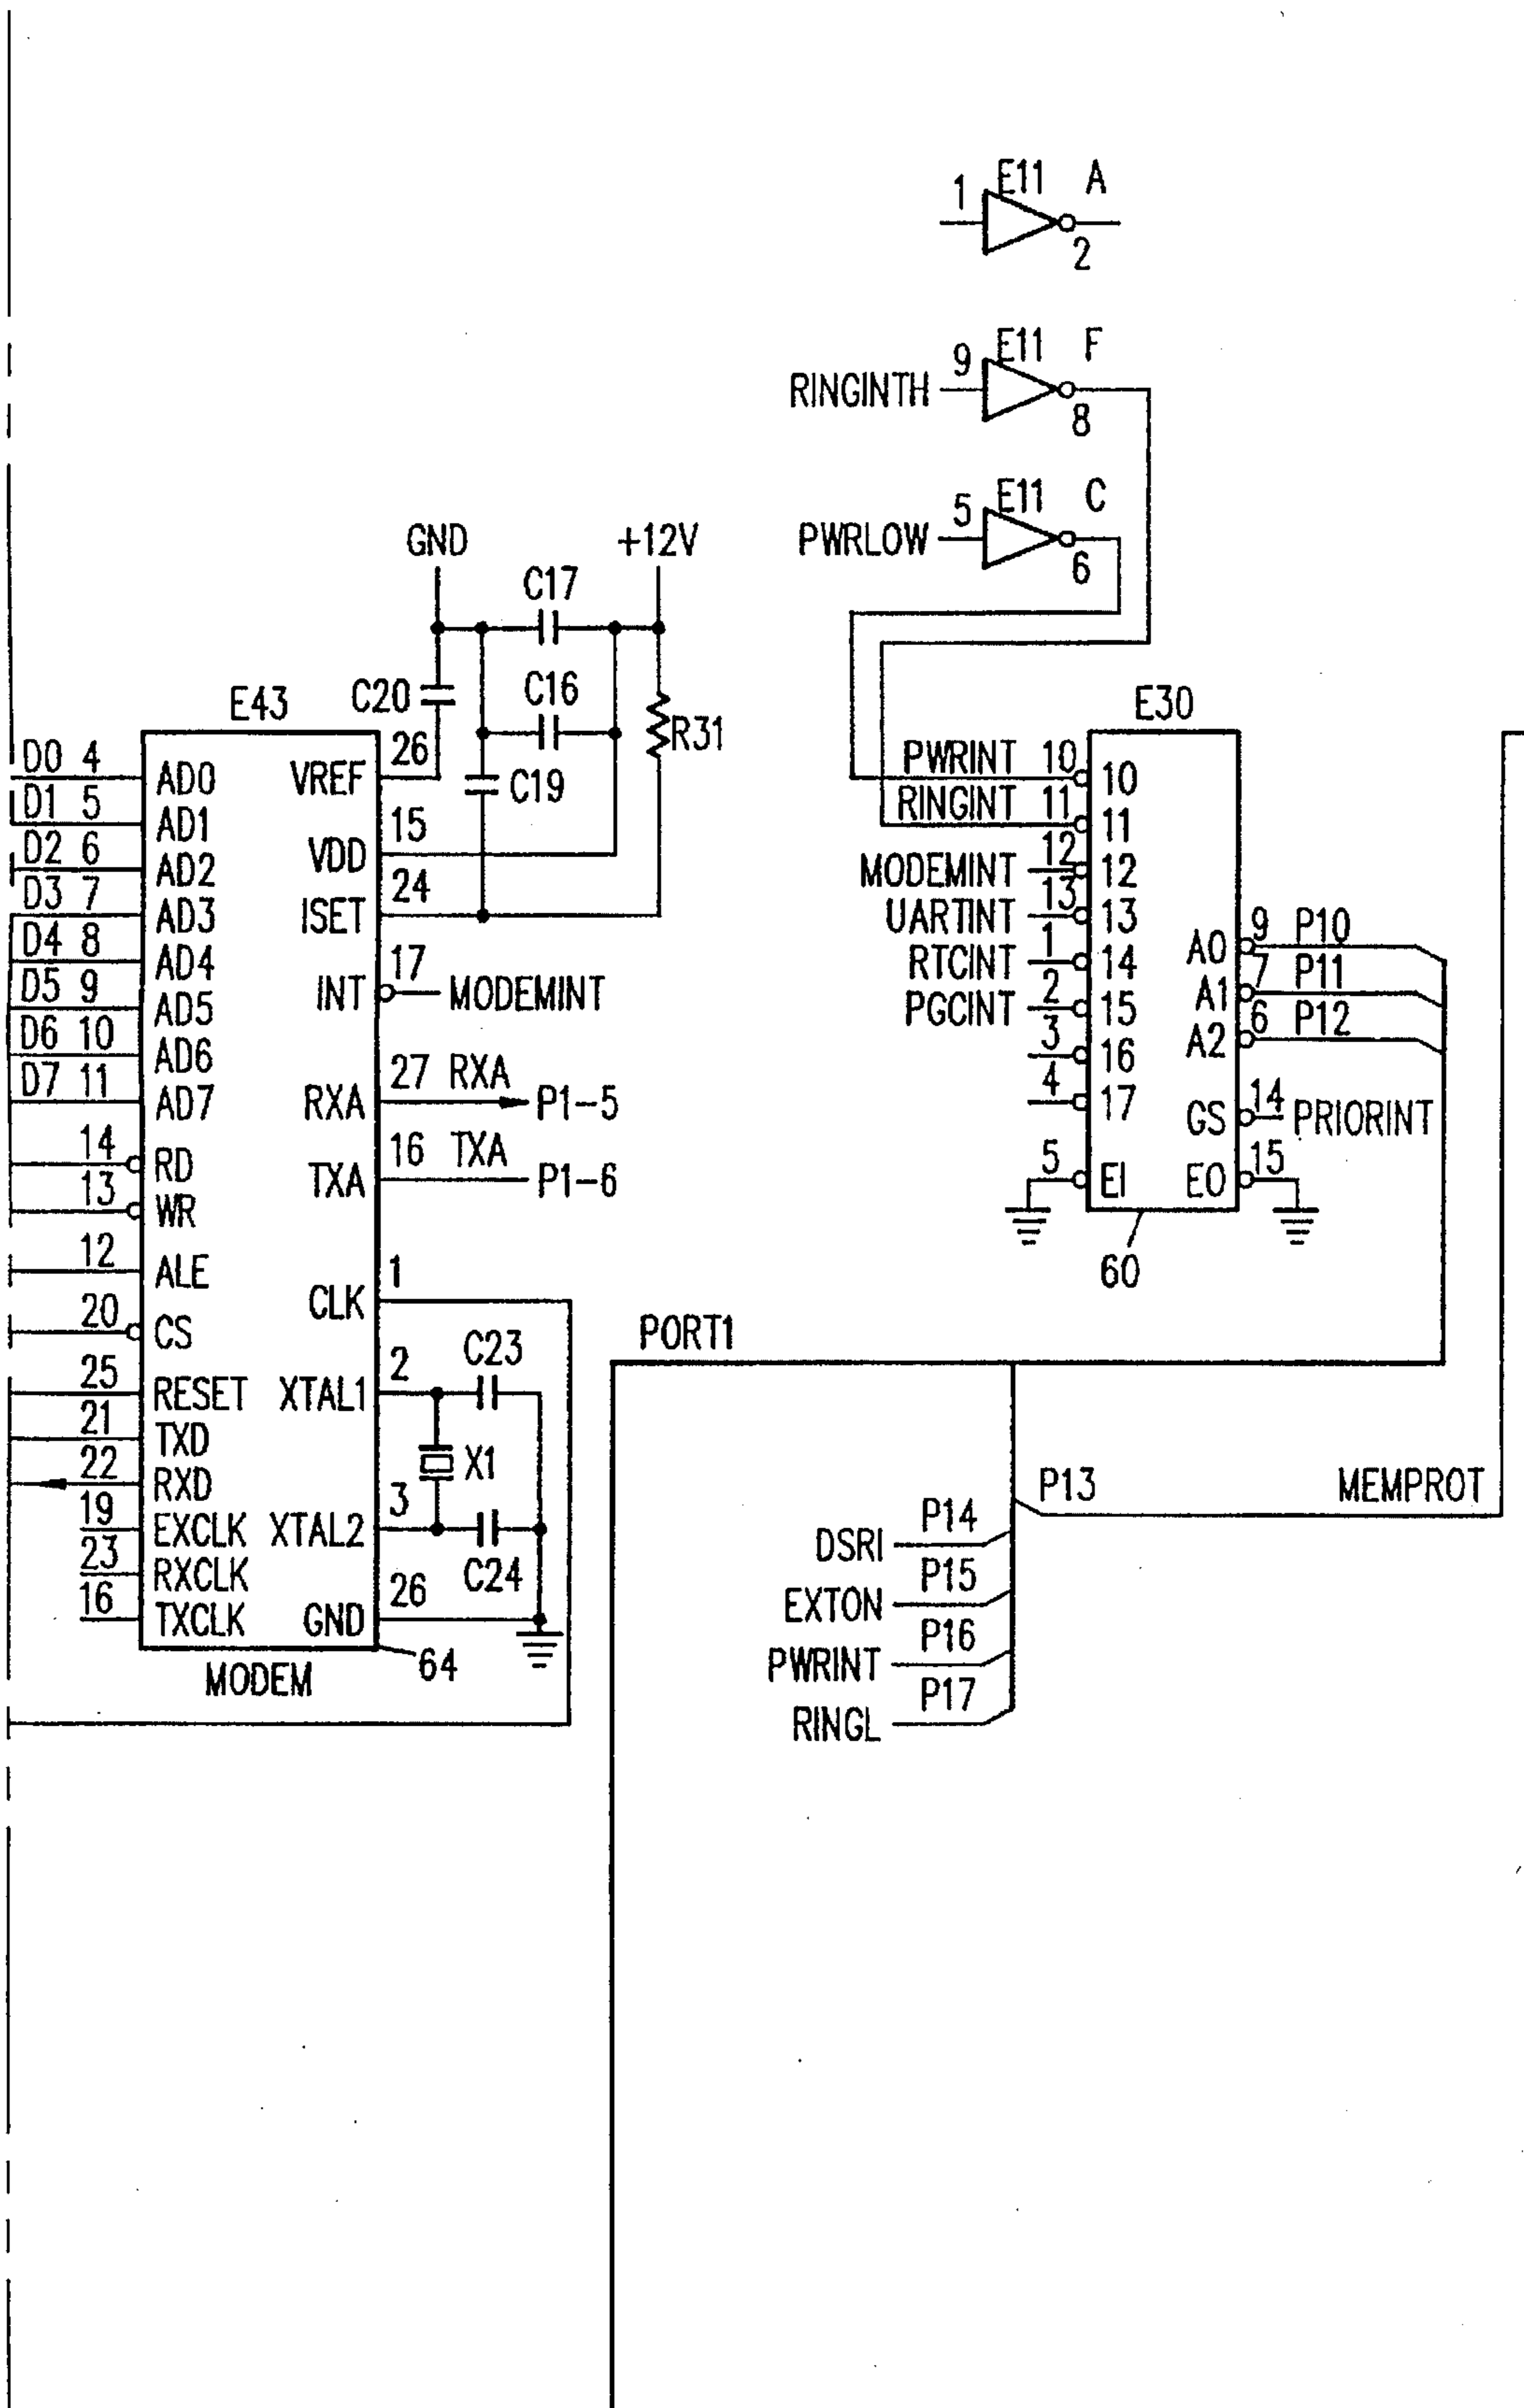 1 E11 A
2
RINGINTH 9 E11 F
8
PWRLOW 5 E11 C
6
GND
+12V
C17
C20
C16
R31
C19
E43
D0 4 AD0
D1 5 AD1
D2 6 AD2
D3 7 AD3
D4 8 AD4
D5 9 AD5
D6 10 AD6
D7 11 AD7
14 RD
13 WR
12 ALE
20 CS
25 RESET
21 TXD
22 RXD
19 EXCLK
23 RXCLK
16 TXCLK
VREF 26
VDD 15
ISET 24
INT 17 MODEMINT
RXA 27 RXA P1-5
TXA 16 TXA P1-6
CLK 1
XTAL1 2
C23
X1
XTAL2 3
C24
GND 26
64
MODEM
E30
PWRINT 10 10
RINGINT 11 11
MODEMINT 12 12
UARTINT 13 13
RTCINT 1 14
PGCINT 2 15
3 16
4 17
5 EI
A0 9 P10
A1 7 P11
A2 6 P12
GS 14 PRIORINT
EO 15
60
PORT1
P13 MEMPROT
DSRI P14
EXTON P15
PWRINT P16
RINGL P17